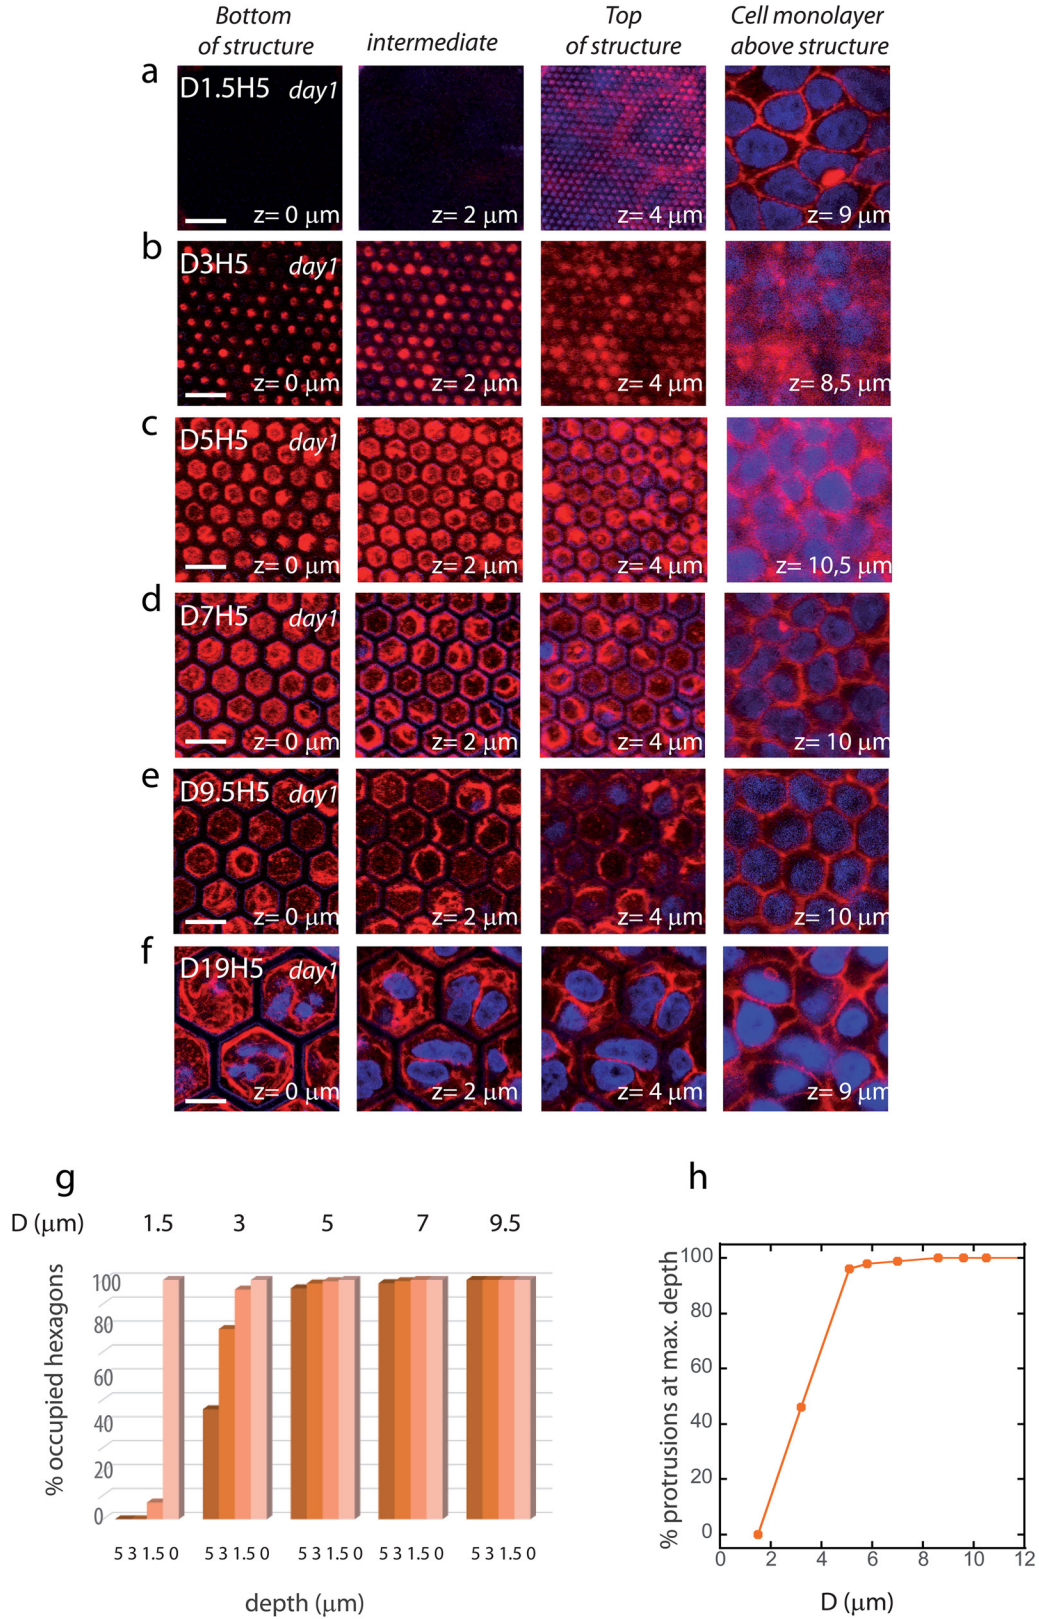 Bottom
of structure
intermediate
Top
of structure
Cell monolayer
above structure
a
D1.5H5 day1
z= 0 μm
z= 2 μm
z= 4 μm
z= 9 μm
b
D3H5 day1
z= 0 μm
z= 2 μm
z= 4 μm
z= 8,5 μm
c
D5H5 day1
z= 0 μm
z= 2 μm
z= 4 μm
z= 10,5 μm
d
D7H5 day1
z= 0 μm
z= 2 μm
z= 4 μm
z= 10 μm
e
D9.5H5 day1
z= 0 μm
z= 2 μm
z= 4 μm
z= 10 μm
f
D19H5 day1
z= 0 μm
z= 2 μm
z= 4 μm
z= 9 μm
g
D (μm) 1.5 3 5 7 9.5
% occupied hexagons
100
80
60
40
20
0
5 3 1.5 0 5 3 1.5 0 5 3 1.5 0 5 3 1.5 0 5 3 1.5 0
depth (μm)
h
% protrusions at max. depth
100
80
60
40
20
0
0 2 4 6 8 10 12
D (μm)